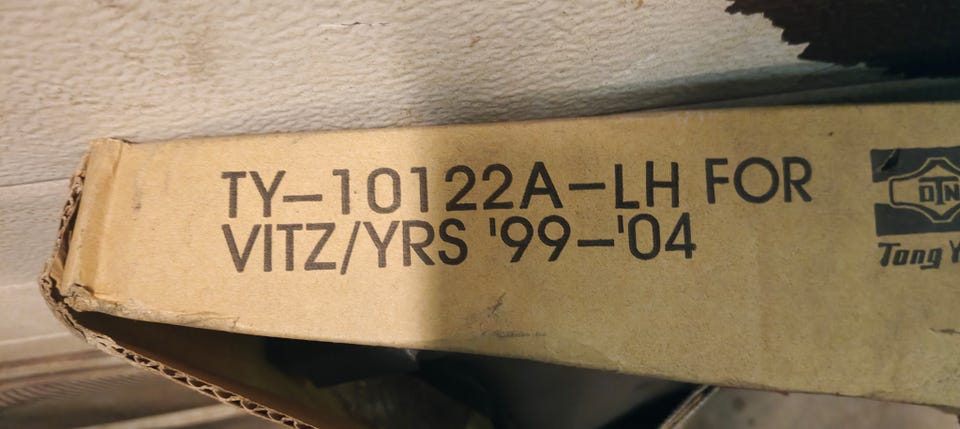 TY-10122A-LH FOR
VITZ/YRS '99-'04
DTN
Tong Y